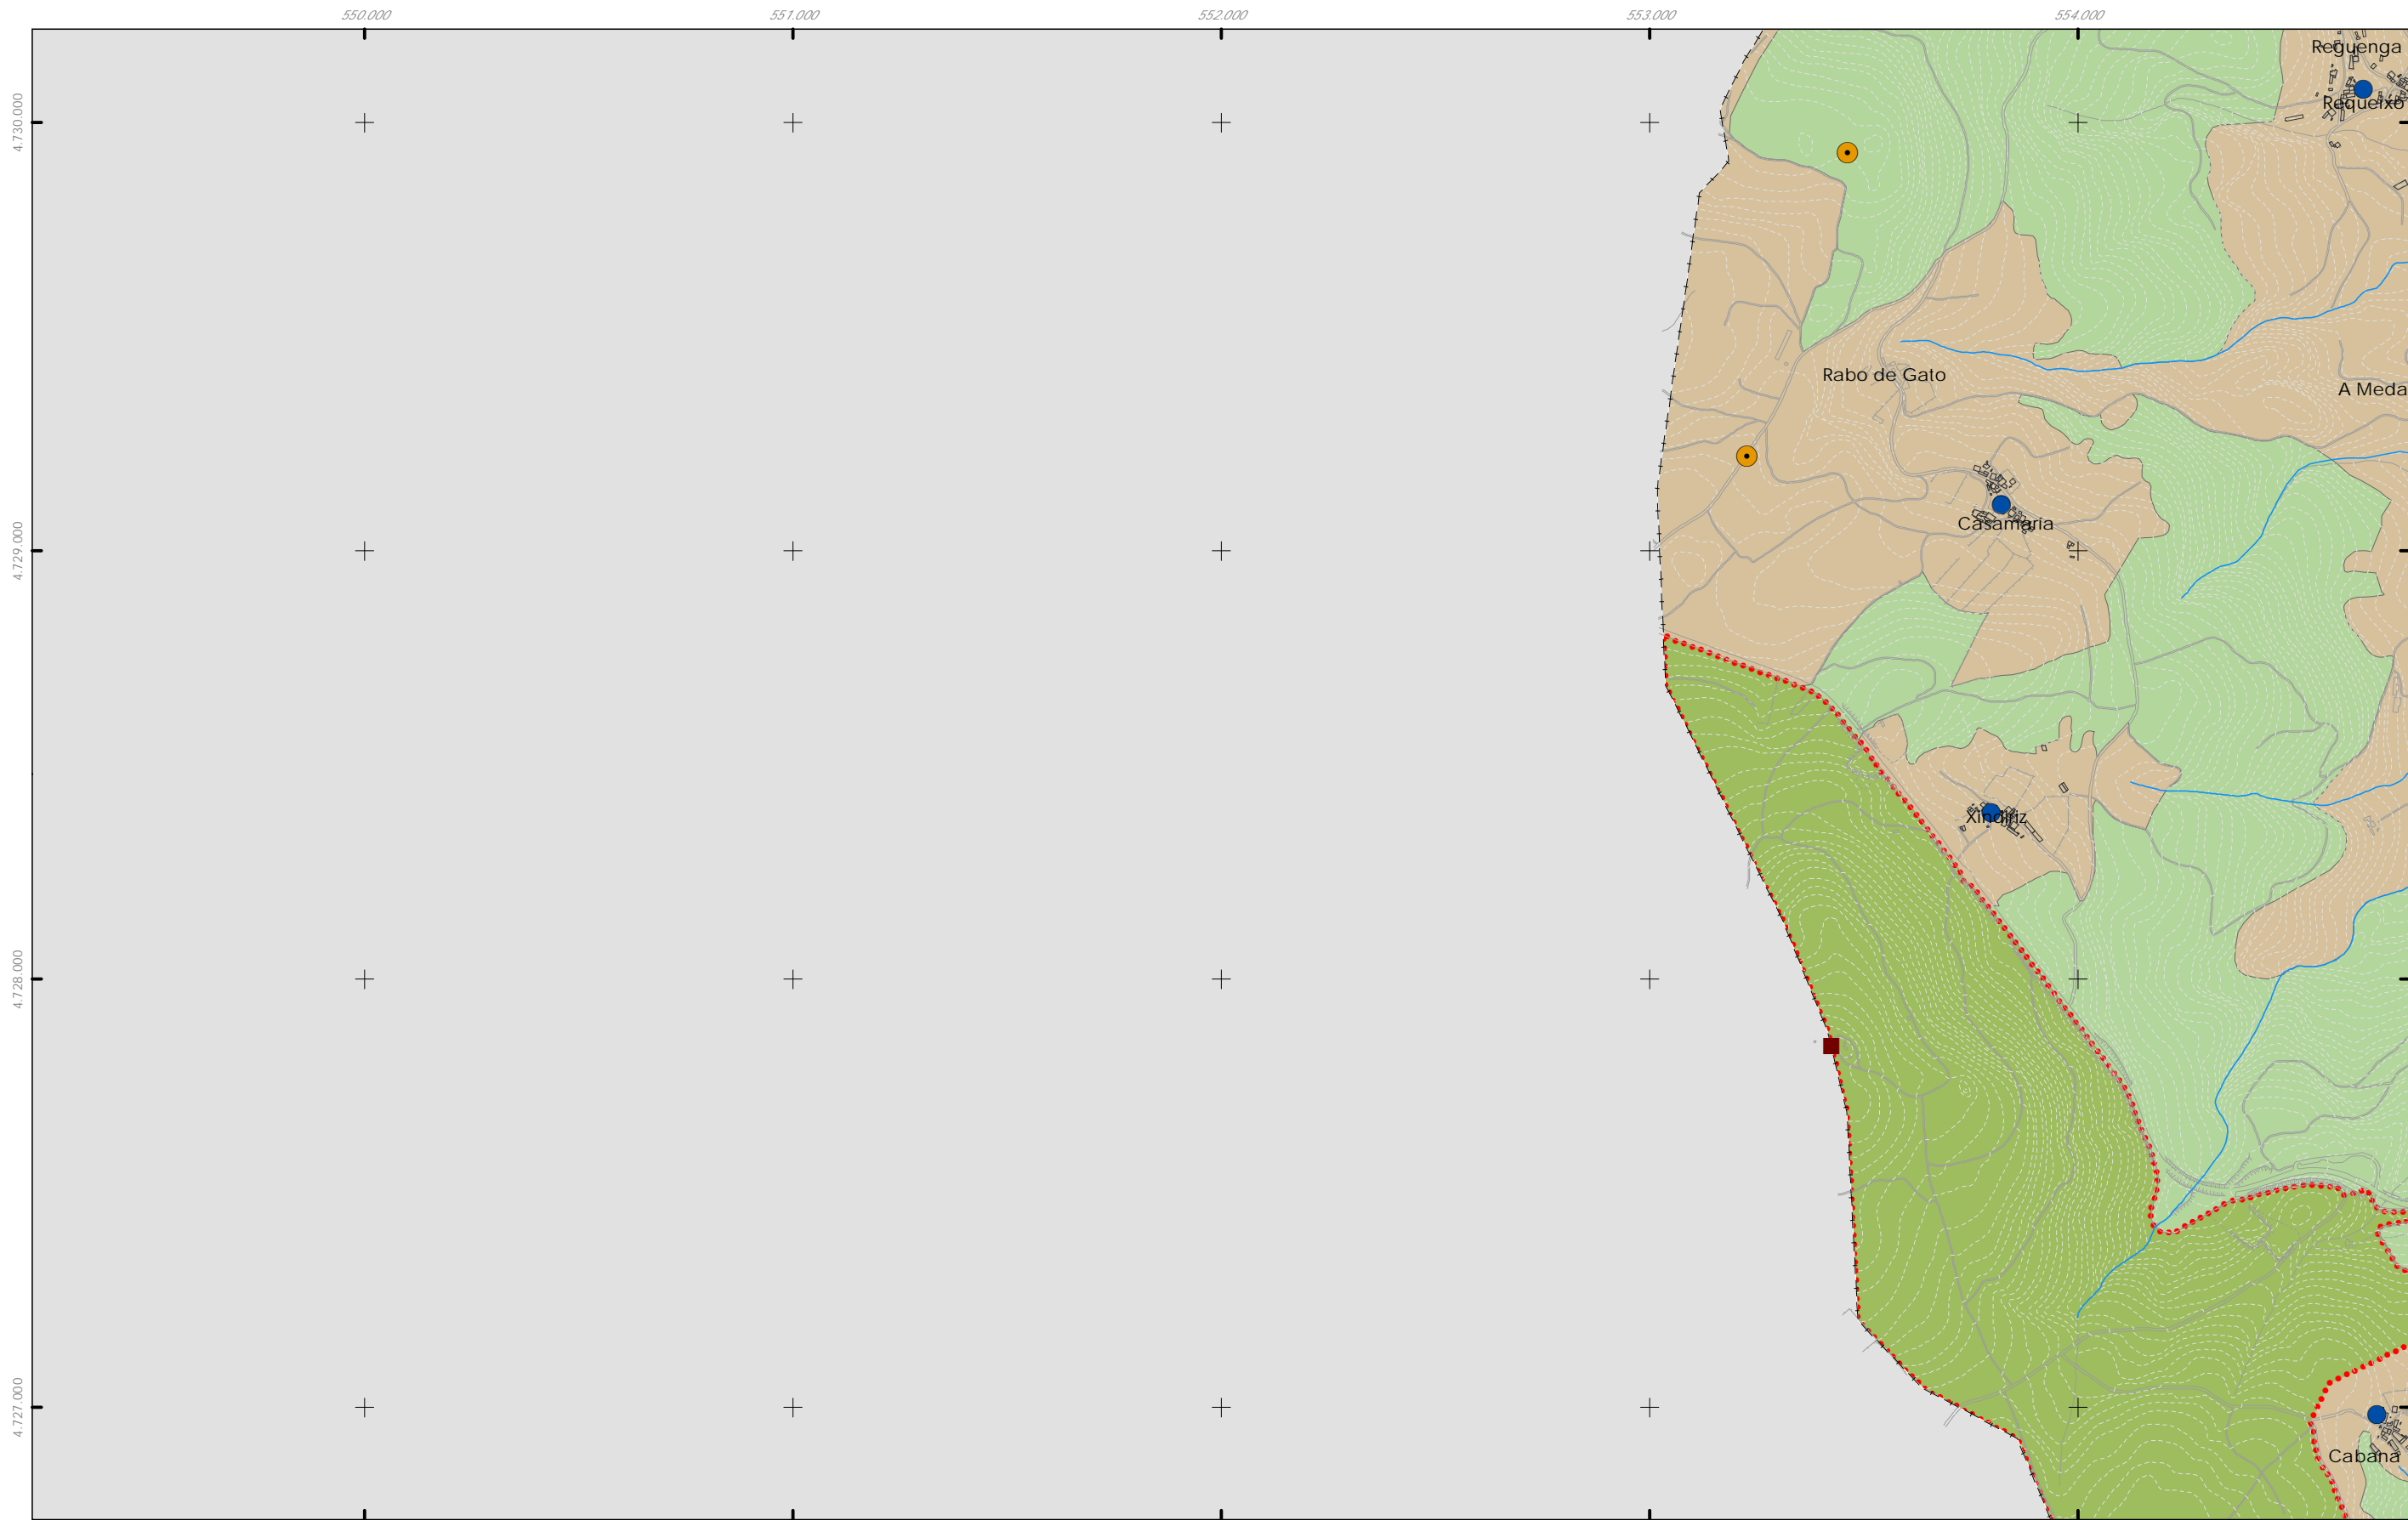 550.000
551.000
552.000
553.000
554.000
Reguenga
Requeixo
4.730.000
Rabo de Gato
A Meda
Casamaría
4.729.000
Xindiriz
4.728.000
4.727.000
Cabana